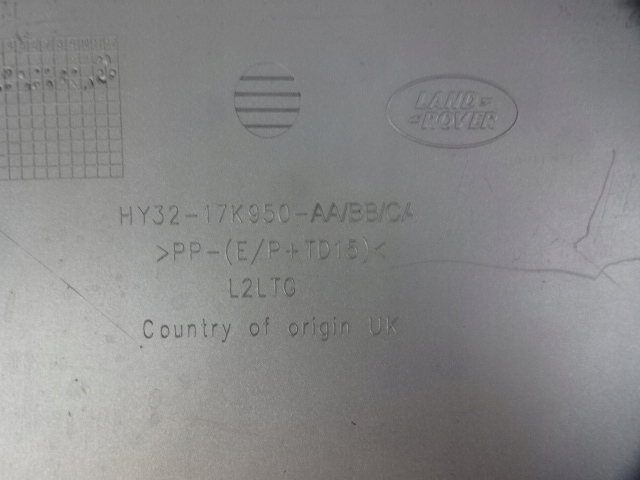 LAND
ROVER
HY32-17K950-AA/BB/CA
>PP-(E/P+TD15)<
L2LTG
Country of origin UK